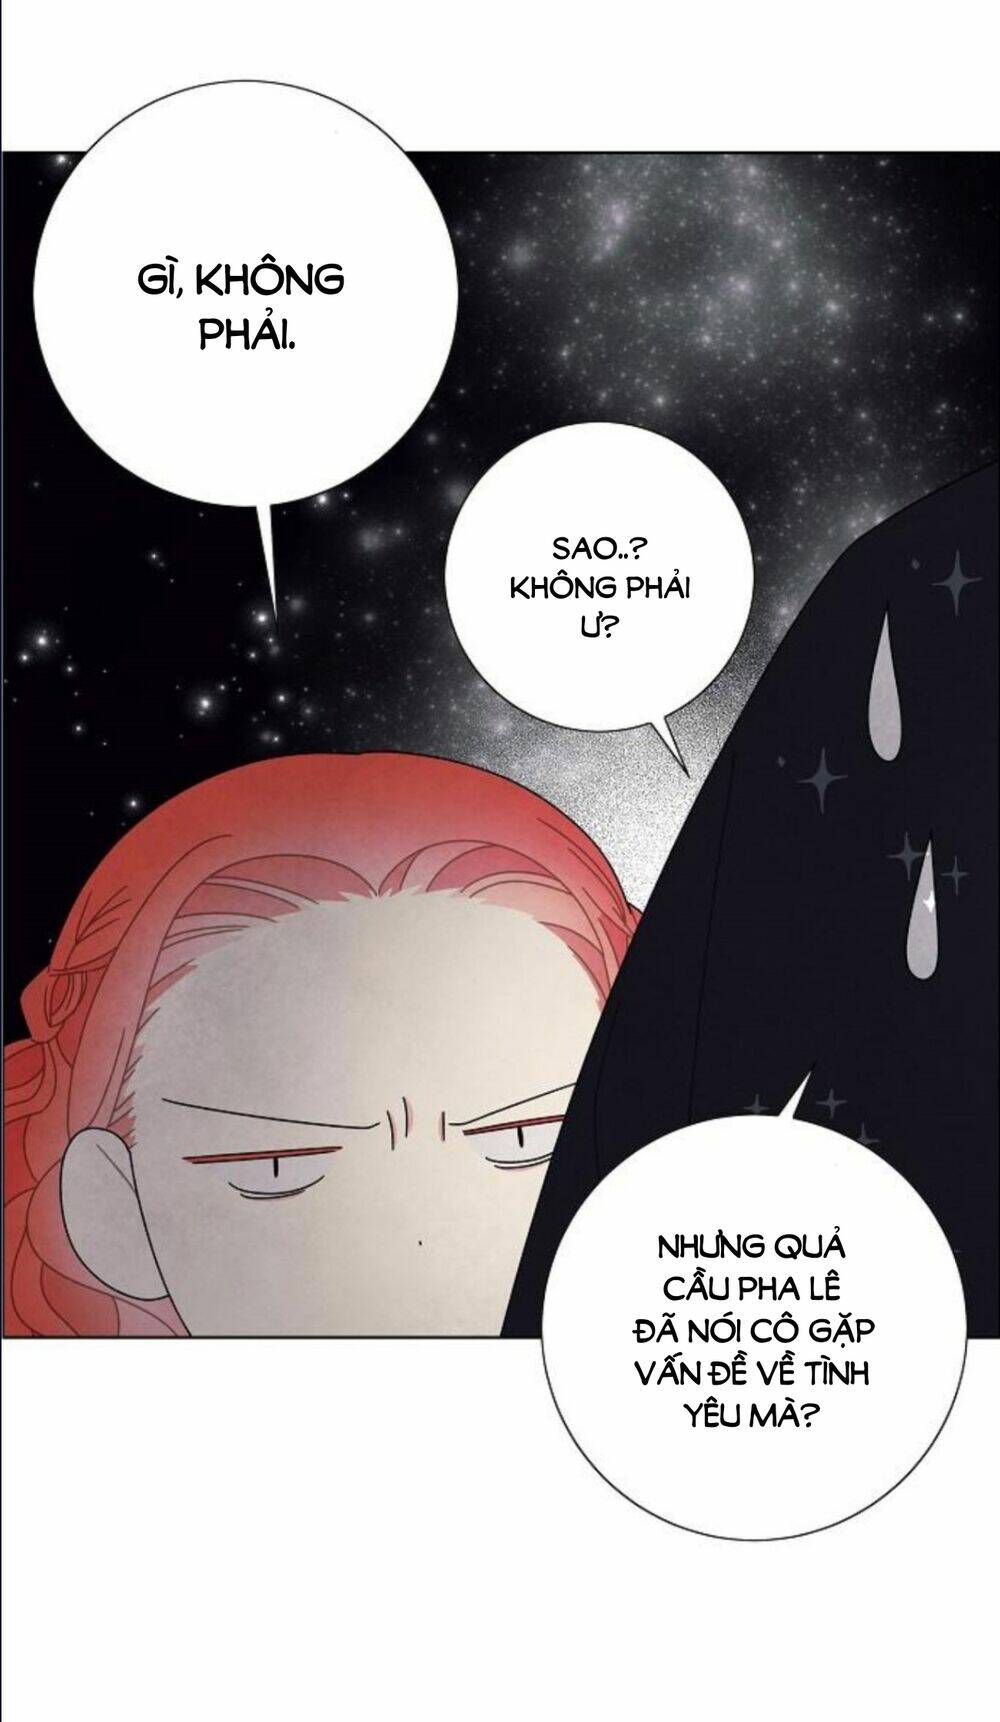 GÌ, KHÔNG
PHẢI.
SAO..?
KHÔNG PHẢI
Ư?
NHƯNG QUẢ
CẦU PHA LÊ
ĐÃ NÓI CÔ GẶP
VẤN ĐỀ VỀ TÌNH
YÊU MÀ?